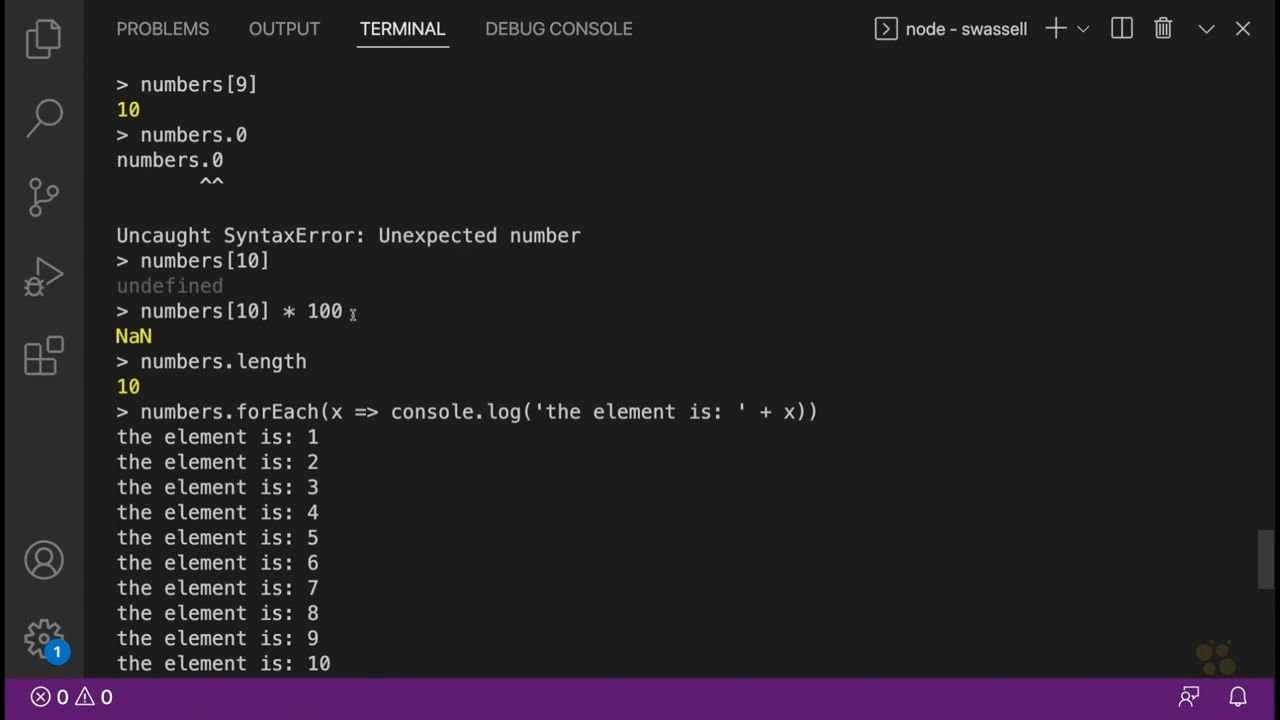 PROBLEMS OUTPUT TERMINAL DEBUG CONSOLE node - swassell
> numbers[9]
10
> numbers.0
numbers.0
^^
Uncaught SyntaxError: Unexpected number
> numbers[10]
undefined
> numbers[10] * 100
NaN
> numbers.length
10
> numbers.forEach(x => console.log('the element is: ' + x))
the element is: 1
the element is: 2
the element is: 3
the element is: 4
the element is: 5
the element is: 6
the element is: 7
the element is: 8
the element is: 9
the element is: 10
1
0 0